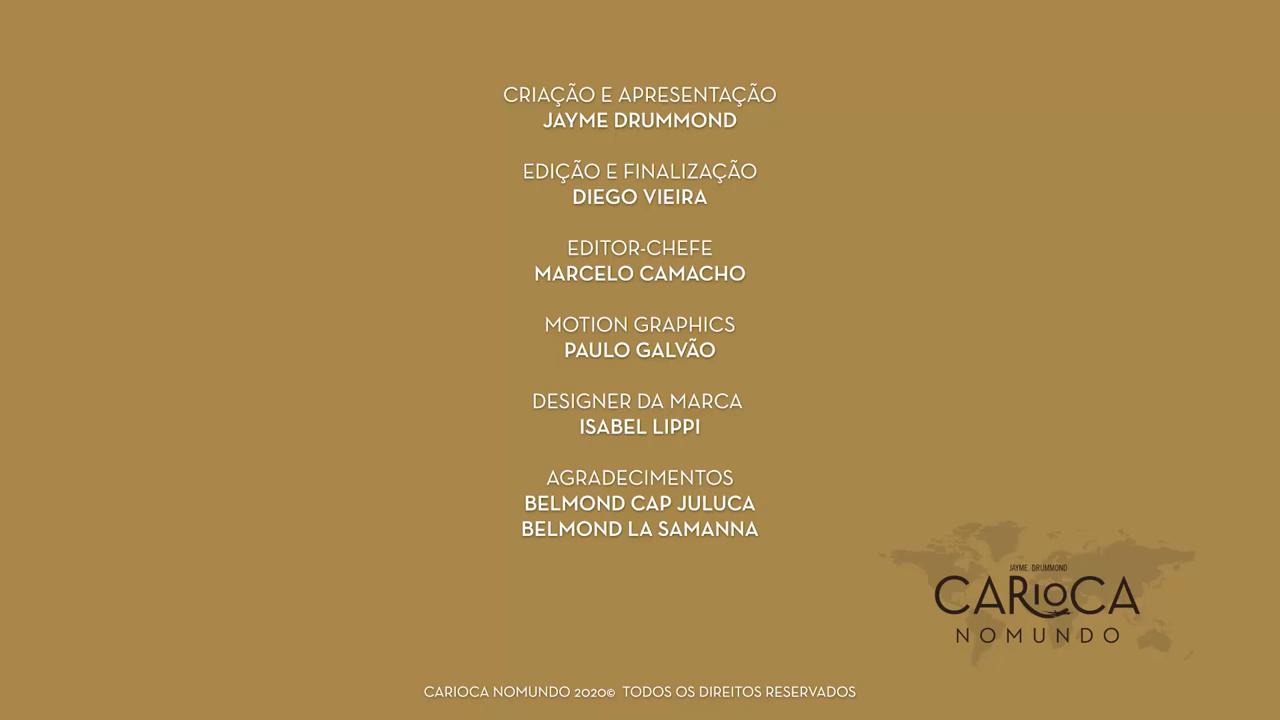 CRIAÇÃO E APRESENTAÇÃO
JAYME DRUMMOND
EDIÇÃO E FINALIZAÇÃO
DIEGO VIEIRA
EDITOR-CHEFE
MARCELO CAMACHO
MOTION GRAPHICS
PAULO GALVÃO
DESIGNER DA MARCA
ISABEL LIPPI
AGRADECIMENTOS
BELMOND CAP JULUCA
BELMOND LA SAMANNA
JAYME DRUMMOND
CARIOCA
NOMUNDO
CARIOCA NOMUNDO 2020© TODOS OS DIREITOS RESERVADOS